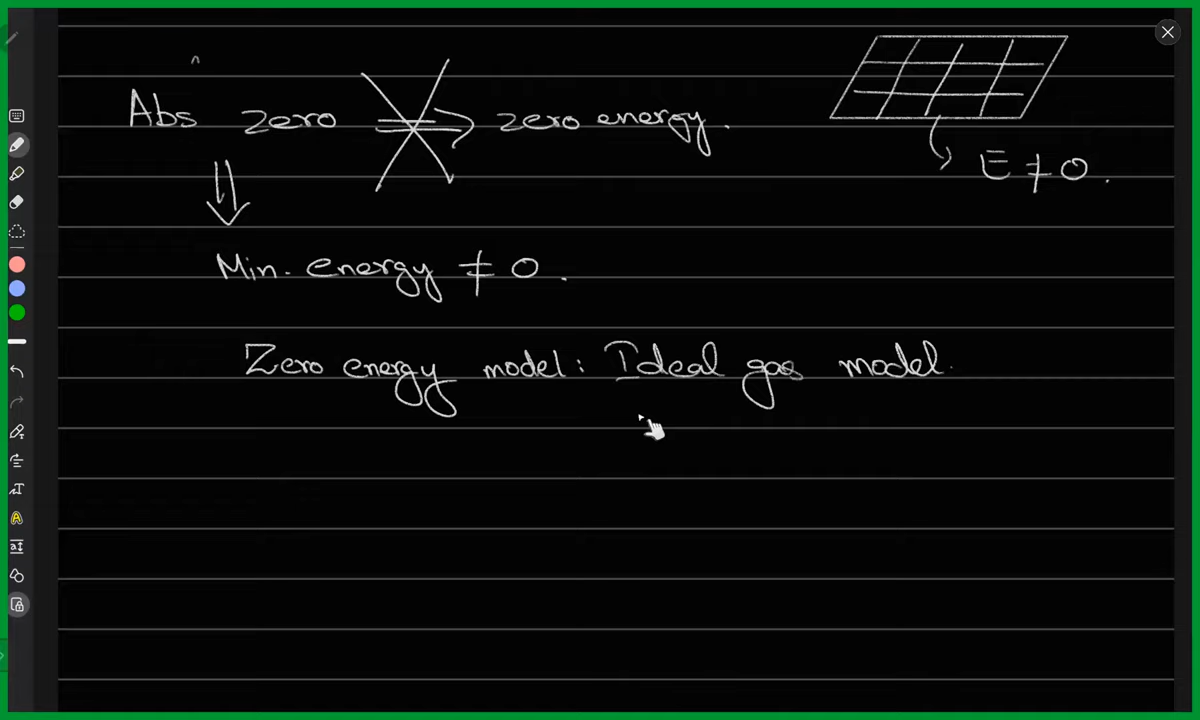 Abs zero ⇏ zero energy.
E ≠ 0.
⇓
Min. energy ≠ 0.
Zero energy model: Ideal gas model.